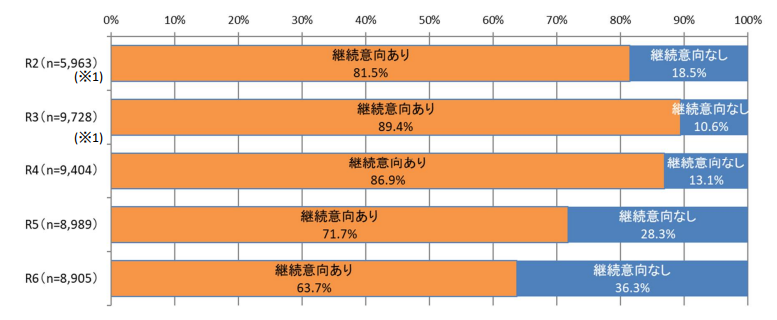 0% 10% 20% 30% 40% 50% 60% 70% 80% 90% 100%
R2(n=5,963)
(※1)
継続意向あり
81.5%
継続意向なし
18.5%
R3(n=9,728)
(※1)
継続意向あり
89.4%
継続意向なし
10.6%
R4(n=9,404)
継続意向あり
86.9%
継続意向なし
13.1%
R5(n=8,989)
継続意向あり
71.7%
継続意向なし
28.3%
R6(n=8,905)
継続意向あり
63.7%
継続意向なし
36.3%